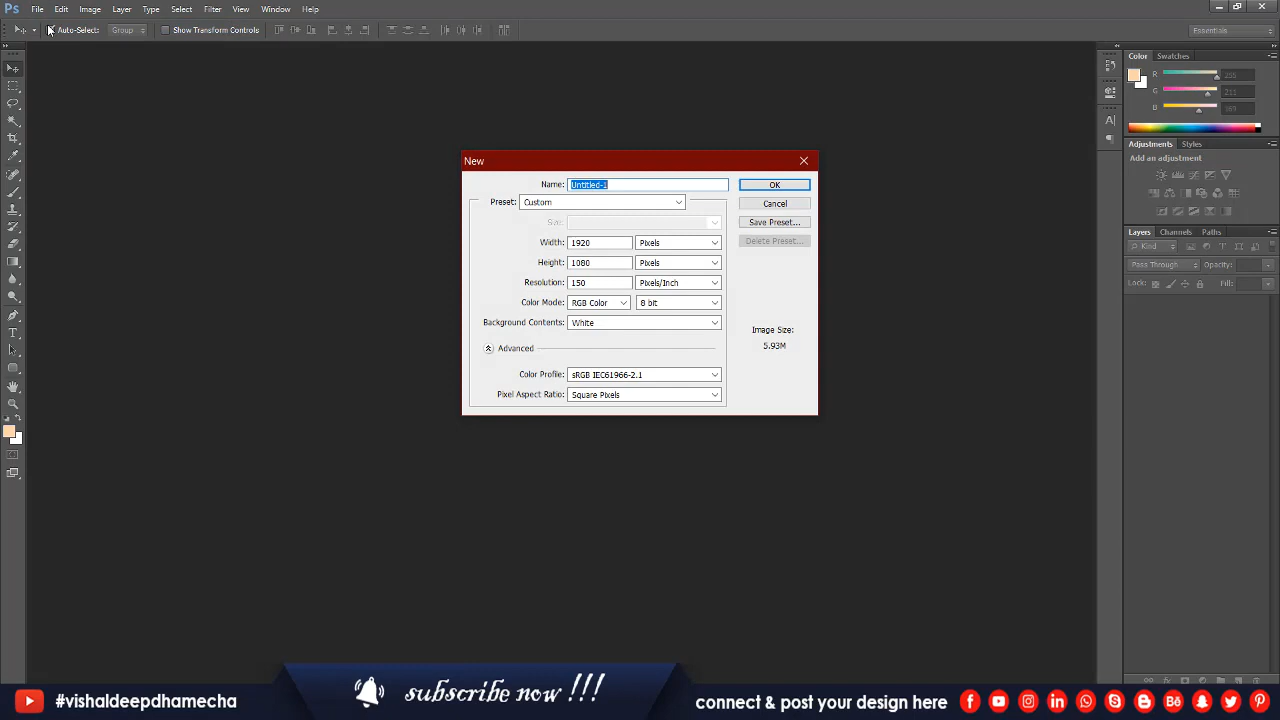 Ps File Edit Image Layer Type Select Filter View Window Help
Auto-Select: Group Show Transform Controls Essentials
Color Swatches
R 255
G 211
B 169
Adjustments Styles
Add an adjustment
Layers Channels Paths
Kind
Pass Through Opacity:
Lock: Fill:
New
Name: Untitled-1 OK
Preset: Custom Cancel
Size: Save Preset...
Width: 1920 Pixels Delete Preset...
Height: 1080 Pixels
Resolution: 150 Pixels/Inch
Color Mode: RGB Color 8 bit
Background Contents: White Image Size:
5.93M
Advanced
Color Profile: sRGB IEC61966-2.1
Pixel Aspect Ratio: Square Pixels
#vishaldeepdhamecha subscribe now !!! connect & post your design here